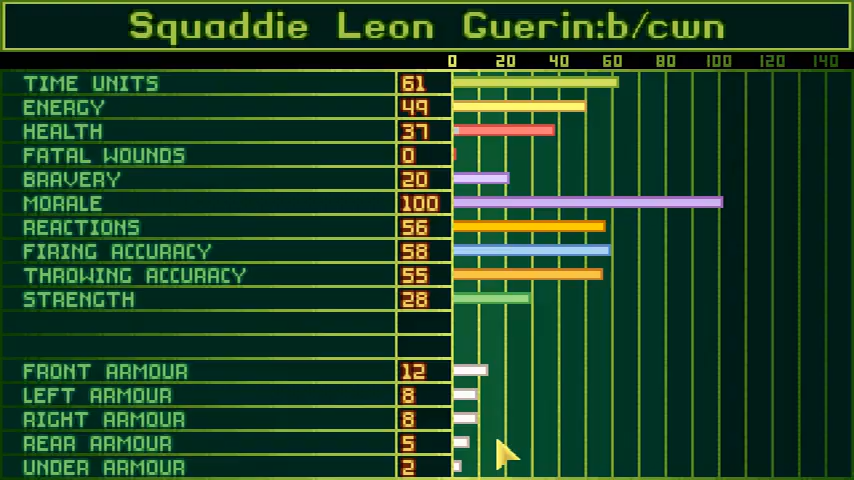 Squaddie Leon Guerin:b/cwn
0 20 40 60 80 100 120 140
TIME UNITS 61
ENERGY 49
HEALTH 37
FATAL WOUNDS 0
BRAVERY 20
MORALE 100
REACTIONS 56
FIRING ACCURACY 58
THROWING ACCURACY 55
STRENGTH 28
FRONT ARMOUR 12
LEFT ARMOUR 8
RIGHT ARMOUR 8
REAR ARMOUR 5
UNDER ARMOUR 2